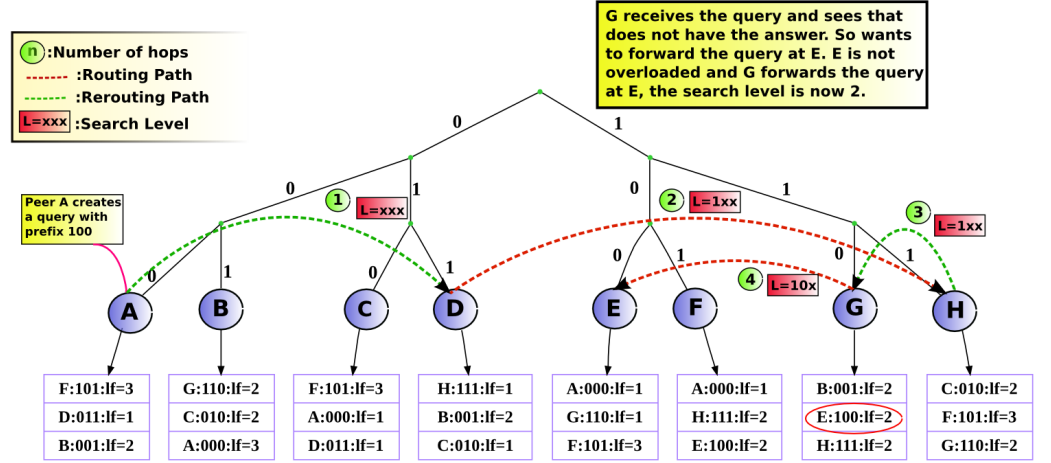 G receives the query and sees that
does not have the answer. So wants
to forward the query at E. E is not
overloaded and G forwards the query
at E, the search level is now 2.
n :Number of hops
:Routing Path
:Rerouting Path
L=xxx :Search Level
0 1
0 1 0 1
Peer A creates
a query with
prefix 100
1 L=xxx
2 L=1xx
3 L=1xx
4 L=10x
0 1 0 1 0 1 0 1
A B C D E F G H
F:101:lf=3 G:110:lf=2 F:101:lf=3 H:111:lf=1 A:000:lf=1 A:000:lf=1 B:001:lf=2 C:010:lf=2
D:011:lf=1 C:010:lf=2 A:000:lf=1 B:001:lf=2 G:110:lf=1 H:111:lf=2 E:100:lf=2 F:101:lf=3
B:001:lf=2 A:000:lf=3 D:011:lf=1 C:010:lf=1 F:101:lf=3 E:100:lf=2 H:111:lf=2 G:110:lf=2